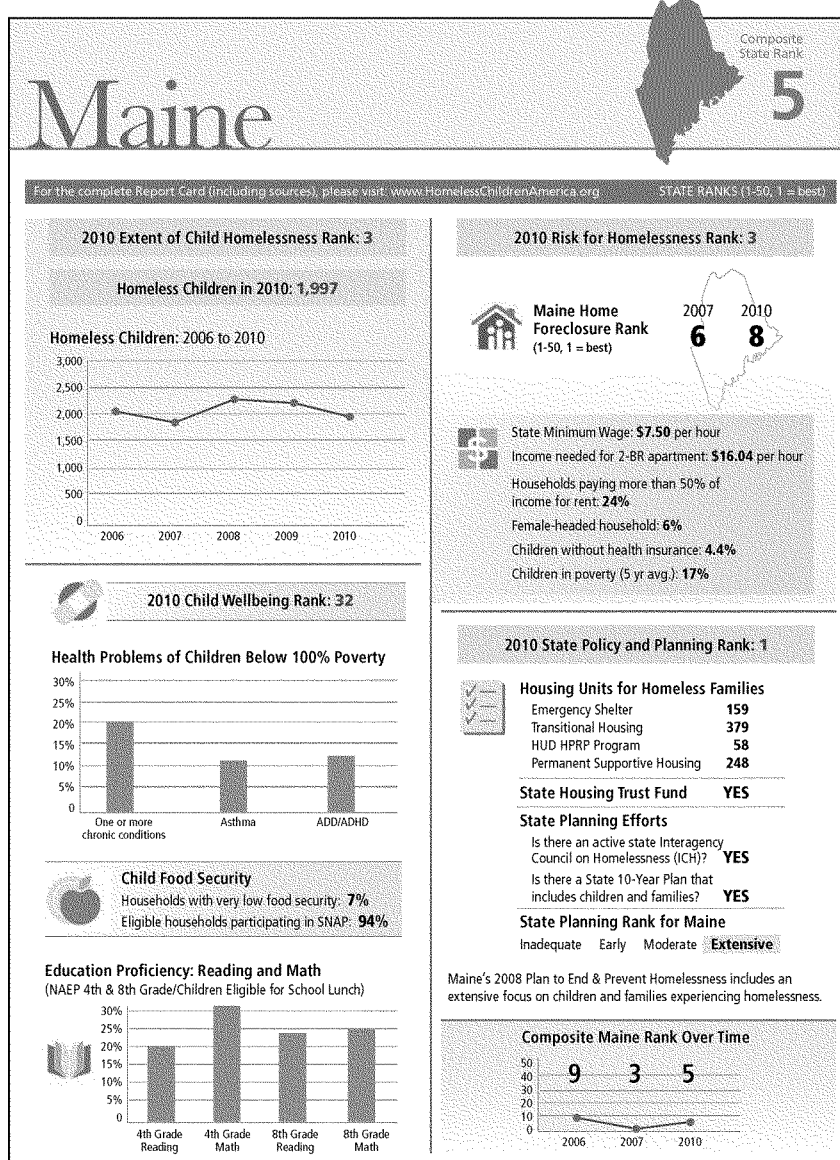 Maine
Composite
State Rank
5
For the complete Report Card (including sources), please visit: www.HomelessChildrenAmerica.org STATE RANKS (1-50, 1 = best)
2010 Extent of Child Homelessness Rank: 3
Homeless Children in 2010: 1,997
Homeless Children: 2006 to 2010
3,000
2,500
2,000
1,500
1,000
500
0
2006 2007 2008 2009 2010
2010 Child Wellbeing Rank: 32
Health Problems of Children Below 100% Poverty
30%
25%
20%
15%
10%
5%
0
One or more
chronic conditions
Asthma
ADD/ADHD
Child Food Security
Households with very low food security: 7%
Eligible households participating in SNAP: 94%
Education Proficiency: Reading and Math
(NAEP 4th & 8th Grade/Children Eligible for School Lunch)
30%
25%
20%
15%
10%
5%
0
4th Grade
Reading
4th Grade
Math
8th Grade
Reading
8th Grade
Math
2010 Risk for Homelessness Rank: 3
Maine Home
Foreclosure Rank
(1-50, 1 = best)
2007 2010
6 8
State Minimum Wage: $7.50 per hour
Income needed for 2-BR apartment: $16.04 per hour
Households paying more than 50% of
income for rent: 24%
Female-headed household: 6%
Children without health insurance: 4.4%
Children in poverty (5 yr avg.): 17%
2010 State Policy and Planning Rank: 1
Housing Units for Homeless Families
Emergency Shelter 159
Transitional Housing 379
HUD HPRP Program 58
Permanent Supportive Housing 248
State Housing Trust Fund YES
State Planning Efforts
Is there an active state Interagency
Council on Homelessness (ICH)? YES
Is there a State 10-Year Plan that
includes children and families? YES
State Planning Rank for Maine
Inadequate Early Moderate Extensive
Maine's 2008 Plan to End & Prevent Homelessness includes an
extensive focus on children and families experiencing homelessness.
Composite Maine Rank Over Time
50
40
30
20
10
0
9 3 5
2006 2007 2010